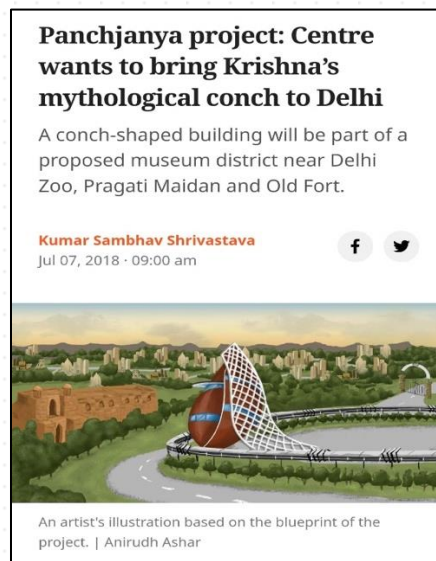 Panchjanya project: Centre
wants to bring Krishna’s
mythological conch to Delhi
A conch-shaped building will be part of a
proposed museum district near Delhi
Zoo, Pragati Maidan and Old Fort.
Kumar Sambhav Shrivastava
Jul 07, 2018 · 09:00 am
An artist's illustration based on the blueprint of the
project. | Anirudh Ashar